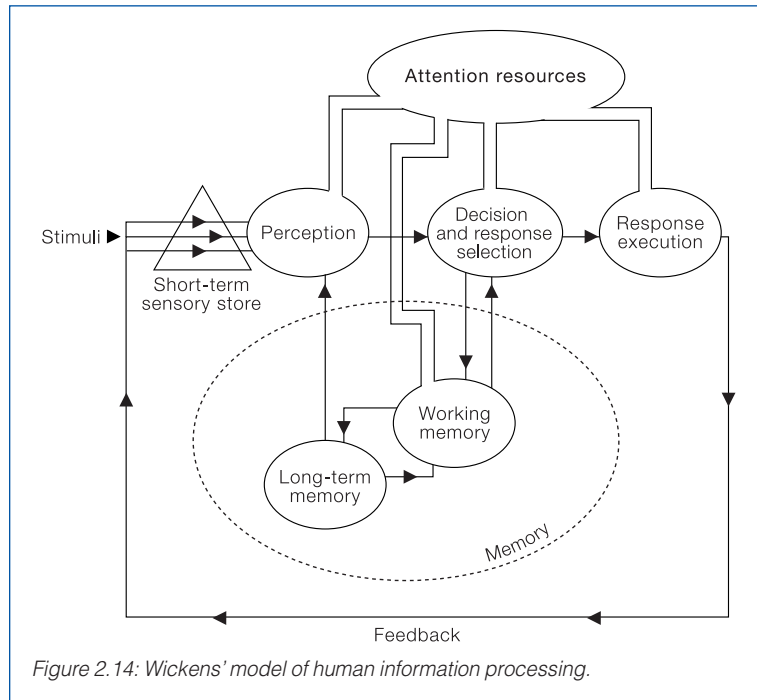 Attention resources
Stimuli
Perception
Decision
and response
selection
Response
execution
Short-term
sensory store
Working
memory
Long-term
memory
Memory
Feedback
Figure 2.14: Wickens' model of human information processing.